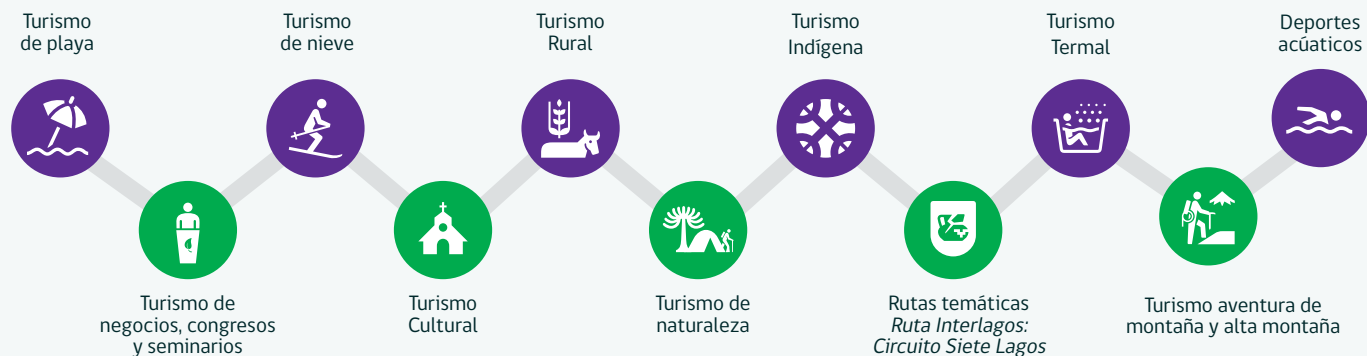 Turismo
de playa
Turismo
de nieve
Turismo
Rural
Turismo
Indígena
Turismo
Termal
Deportes
acúaticos
Turismo de
negocios, congresos
y seminarios
Turismo
Cultural
Turismo de
naturaleza
Rutas temáticas
Ruta Interlagos:
Circuito Siete Lagos
Turismo aventura de
montaña y alta montaña